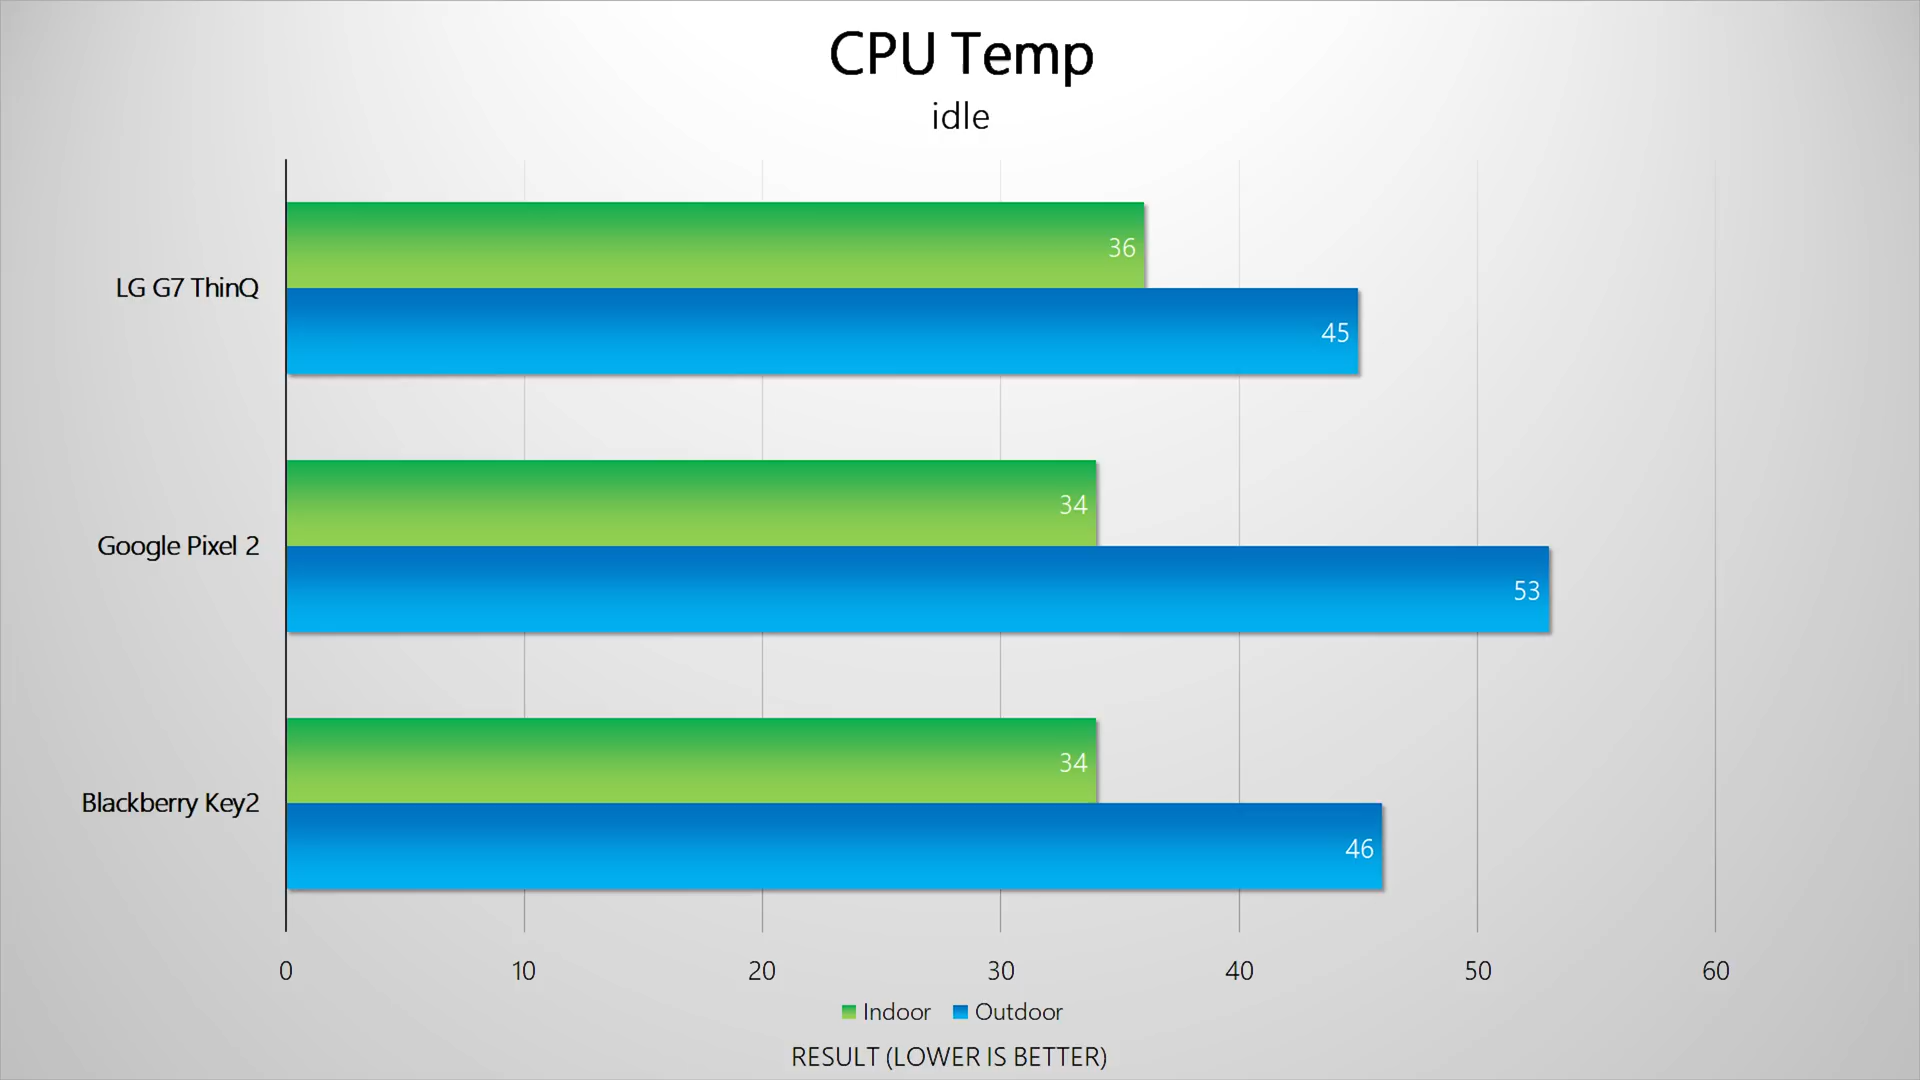 CPU Temp
idle
LG G7 ThinQ
36
45
Google Pixel 2
34
53
Blackberry Key2
34
46
0 10 20 30 40 50 60
Indoor Outdoor
RESULT (LOWER IS BETTER)